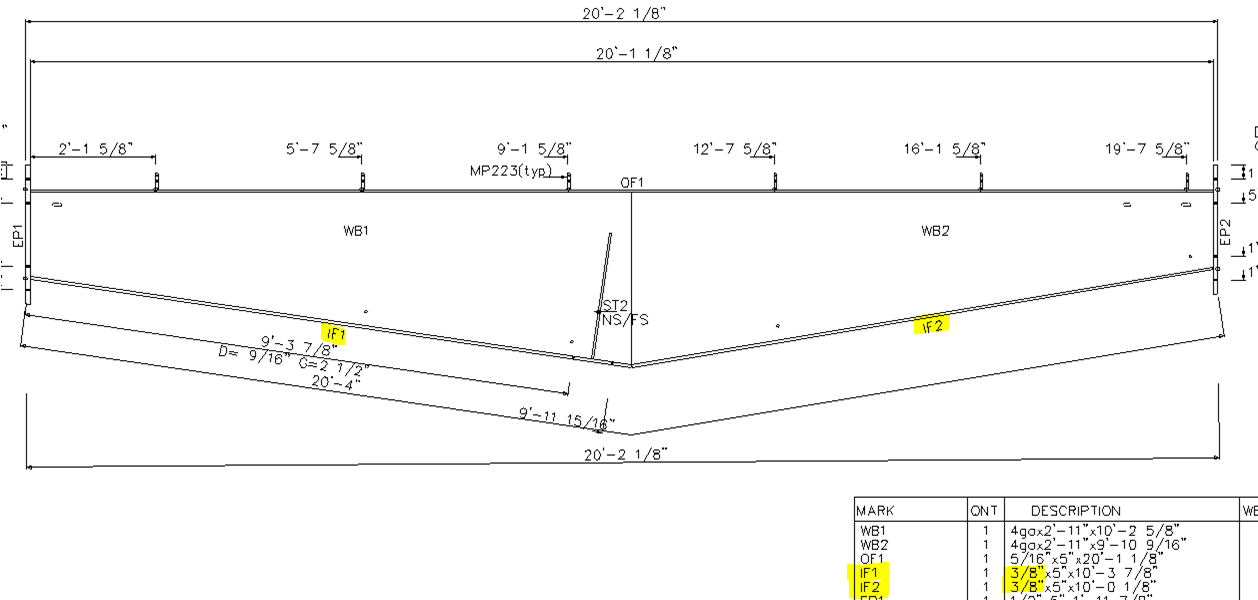 20'-2 1/8"
20'-1 1/8"
2'-1 5/8" 5'-7 5/8" 9'-1 5/8" 12'-7 5/8" 16'-1 5/8" 19'-7 5/8"
MP223(typ)
OF1
1
5
EP1
WB1
WB2
EP2
1'
1'
ST2
NS/FS
IF1
IF2
9'-3 7/8"
D= 9/16" G=2 1/2"
20'-4"
9'-11 15/16"
20'-2 1/8"
MARK QNT DESCRIPTION WE
WB1 1 4gax2'-11"x10'-2 5/8"
WB2 1 4gax2'-11"x9'-10 9/16"
OF1 1 5/16"x5"x20'-1 1/8"
IF1 1 3/8"x5"x10'-3 7/8"
IF2 1 3/8"x5"x10'-0 1/8"